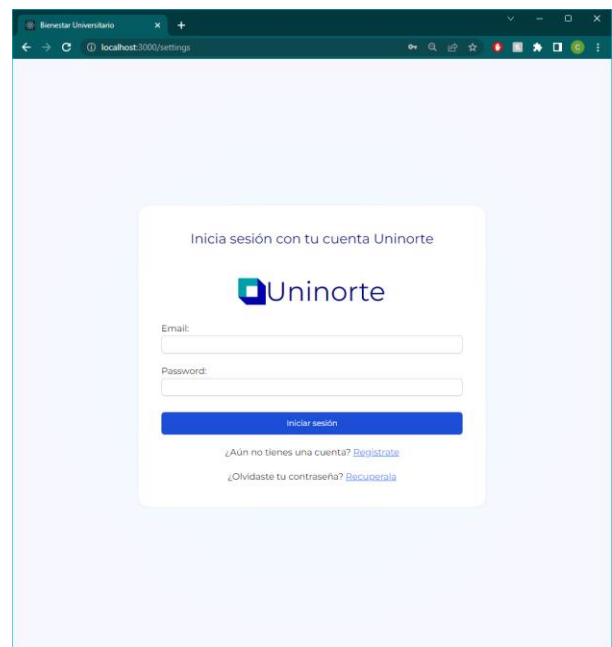 Bienestar Universitario
localhost:3000/settings
Inicia sesión con tu cuenta Uninorte
Uninorte
Email:
Password:
Iniciar sesión
¿Aún no tienes una cuenta? Registrate
¿Olvidaste tu contraseña? Recuperala